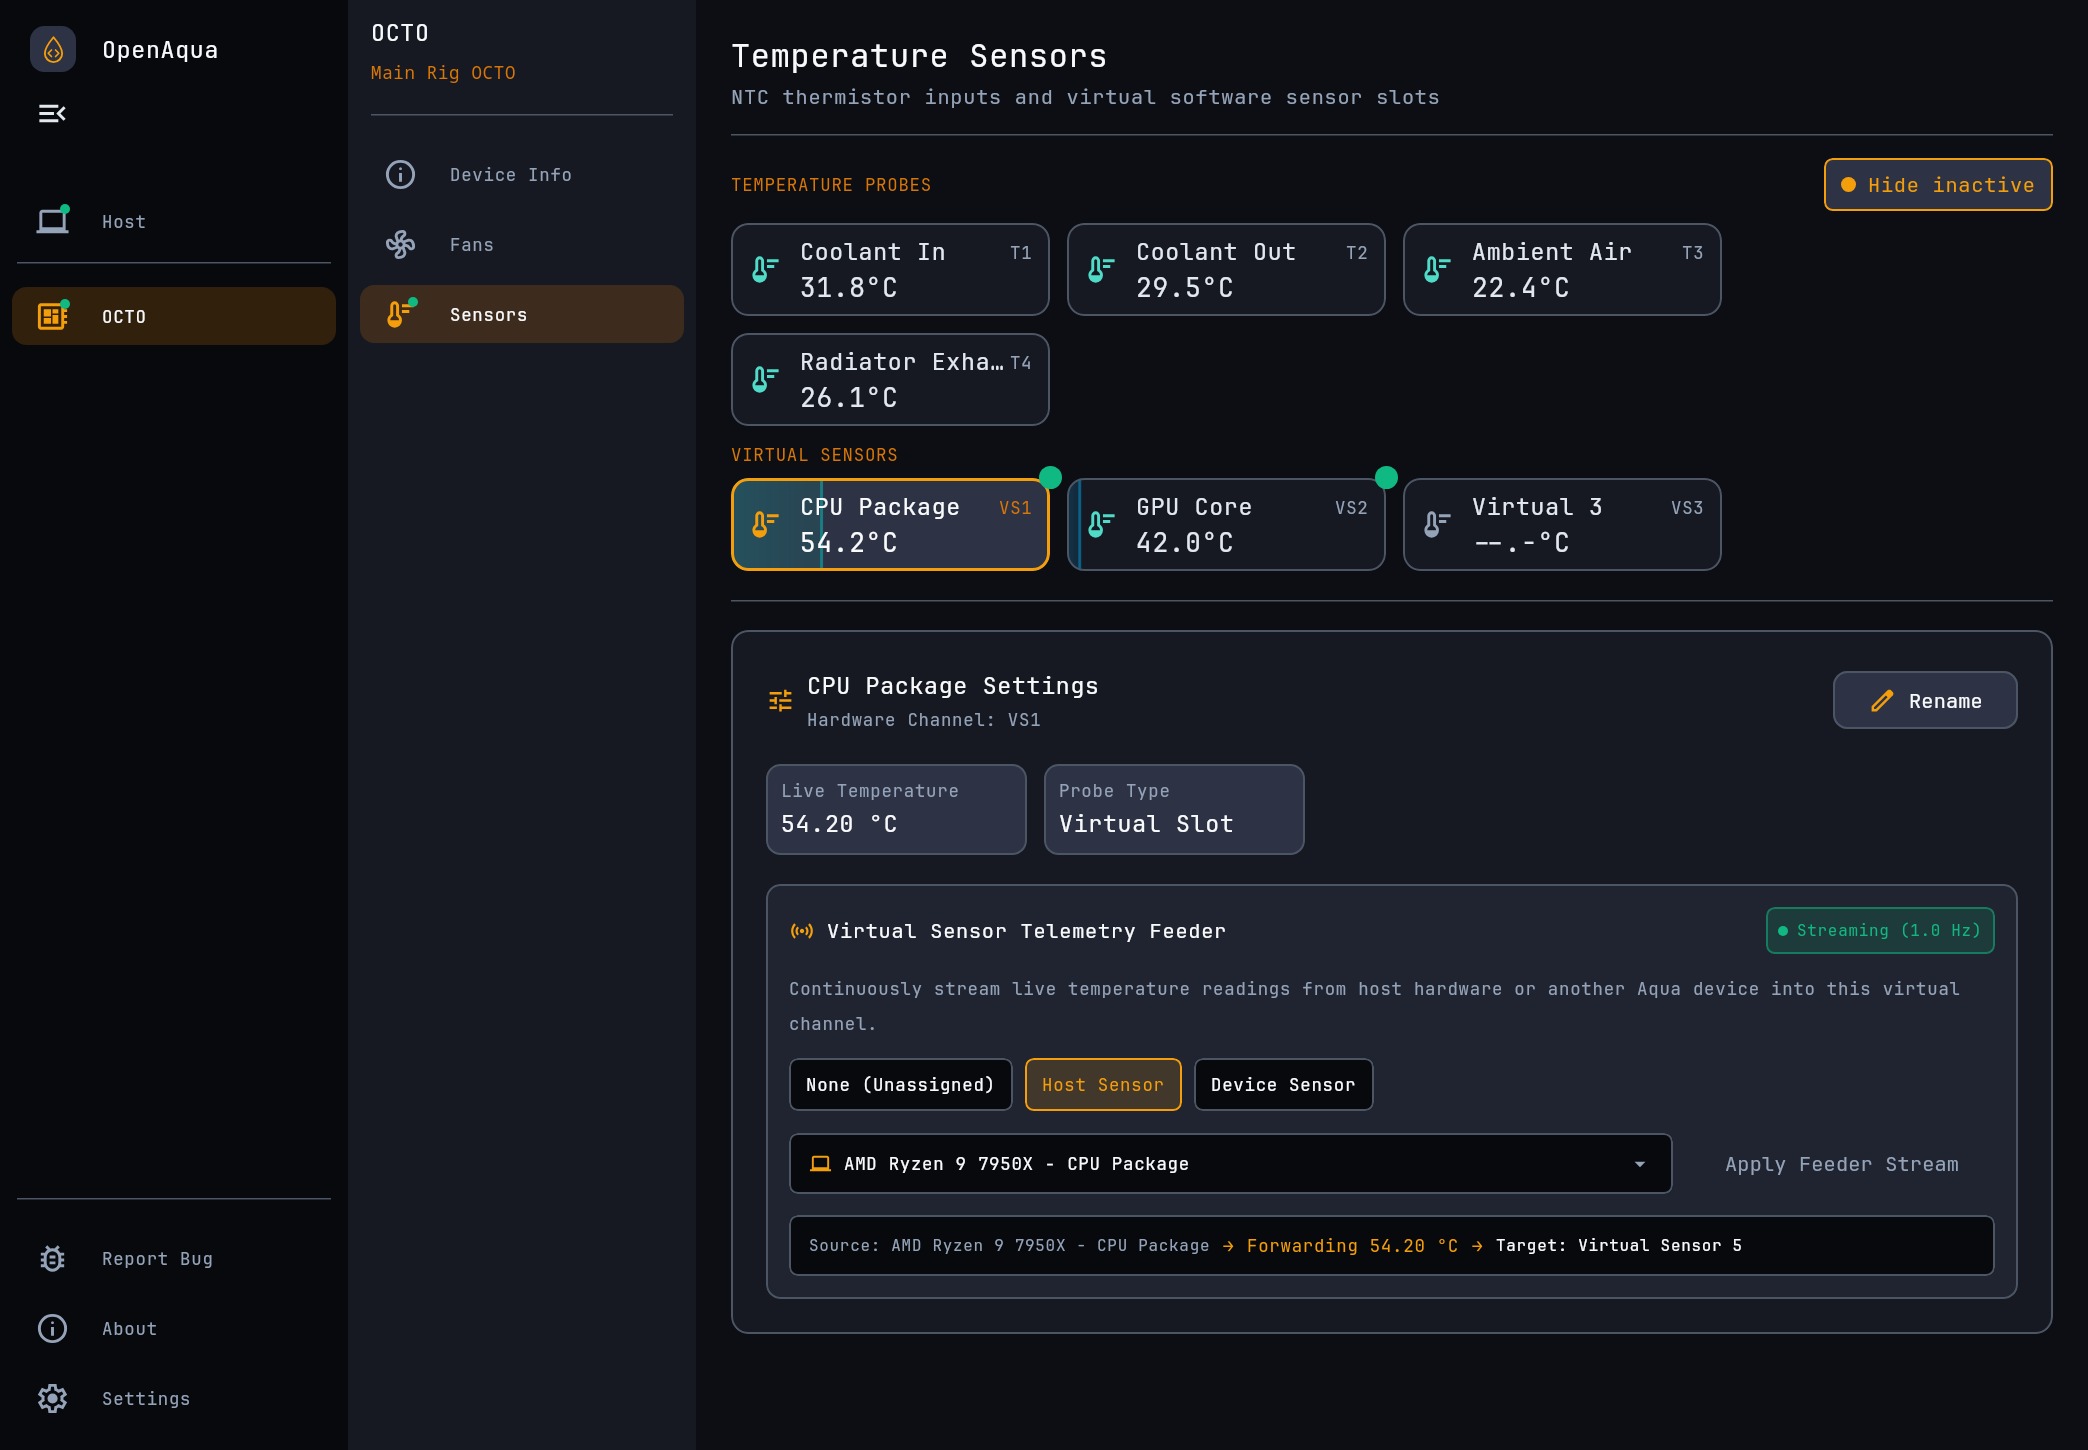 OpenAqua
Host
OCTO
Report Bug
About
Settings
OCTO
Main Rig OCTO
Device Info
Fans
Sensors
Temperature Sensors
NTC thermistor inputs and virtual software sensor slots
TEMPERATURE PROBES
Hide inactive
Coolant In T1
31.8°C
Coolant Out T2
29.5°C
Ambient Air T3
22.4°C
Radiator Exha… T4
26.1°C
VIRTUAL SENSORS
CPU Package VS1
54.2°C
GPU Core VS2
42.0°C
Virtual 3 VS3
--.-°C
CPU Package Settings
Hardware Channel: VS1
Rename
Live Temperature
54.20 °C
Probe Type
Virtual Slot
Virtual Sensor Telemetry Feeder
Streaming (1.0 Hz)
Continuously stream live temperature readings from host hardware or another Aqua device into this virtual
channel.
None (Unassigned)
Host Sensor
Device Sensor
AMD Ryzen 9 7950X - CPU Package
Apply Feeder Stream
Source: AMD Ryzen 9 7950X - CPU Package → Forwarding 54.20 °C → Target: Virtual Sensor 5